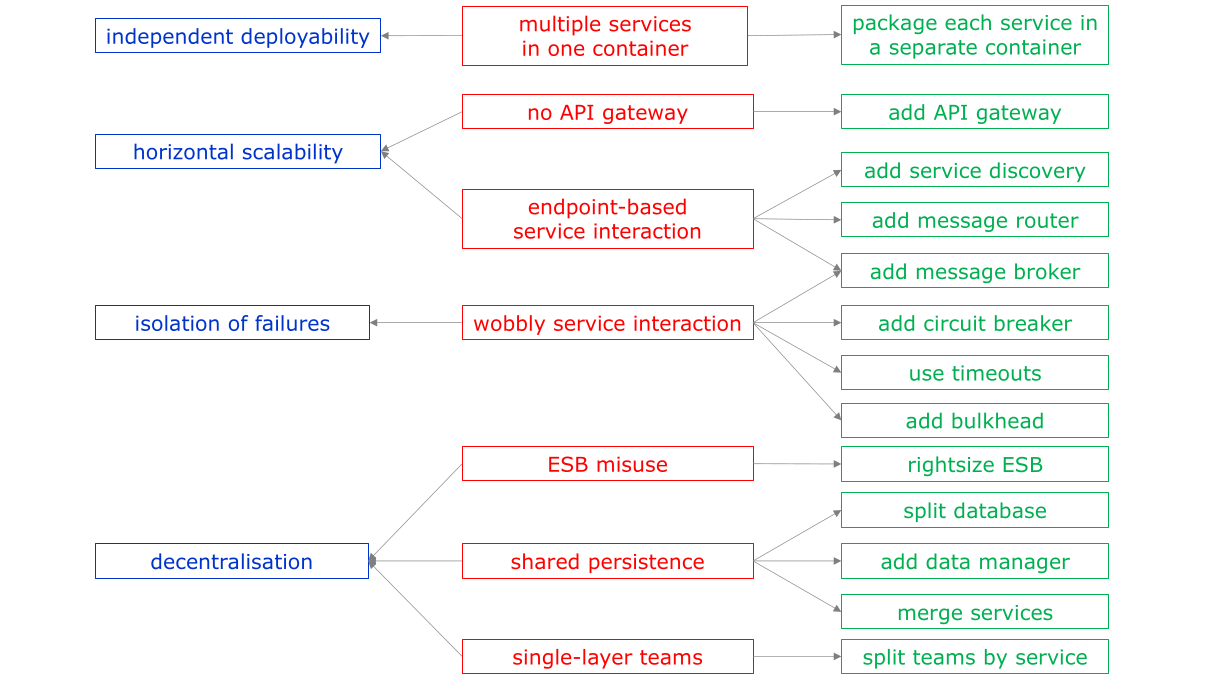 independent deployability
multiple services
in one container
package each service in
a separate container
no API gateway
add API gateway
horizontal scalability
add service discovery
endpoint-based
service interaction
add message router
add message broker
isolation of failures
wobbly service interaction
add circuit breaker
use timeouts
add bulkhead
ESB misuse
rightsize ESB
split database
decentralisation
shared persistence
add data manager
merge services
single-layer teams
split teams by service